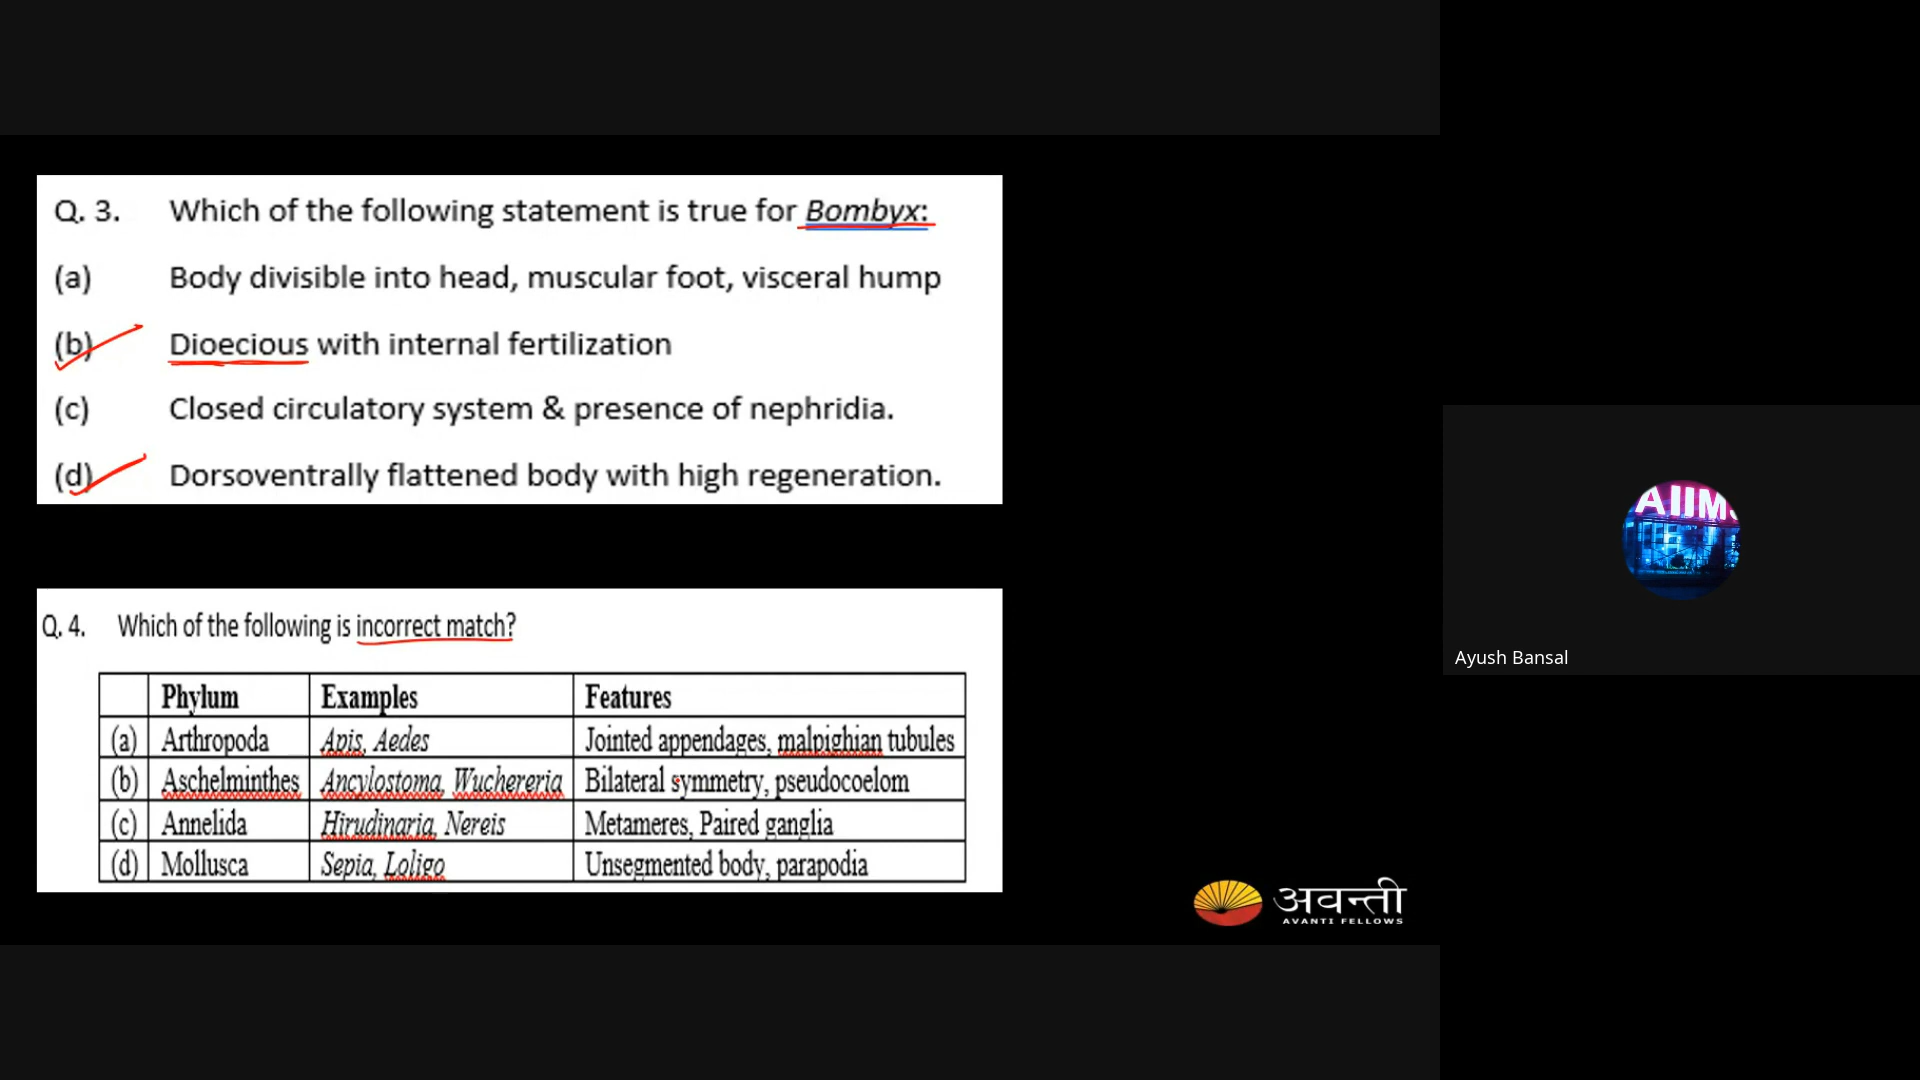 Q. 3. Which of the following statement is true for Bombyx:
(a) Body divisible into head, muscular foot, visceral hump
(b) Dioecious with internal fertilization
(c) Closed circulatory system & presence of nephridia.
(d) Dorsoventrally flattened body with high regeneration.
Q. 4. Which of the following is incorrect match?
Phylum Examples Features
(a) Arthropoda Apis, Aedes Jointed appendages, malpighian tubules
(b) Aschelminthes Ancylostoma, Wuchereria Bilateral symmetry, pseudocoelom
(c) Annelida Hirudinaria, Nereis Metameres, Paired ganglia
(d) Mollusca Sepia, Loligo Unsegmented body, parapodia
अवन्ती
AVANTI FELLOWS
AIIMS
Ayush Bansal